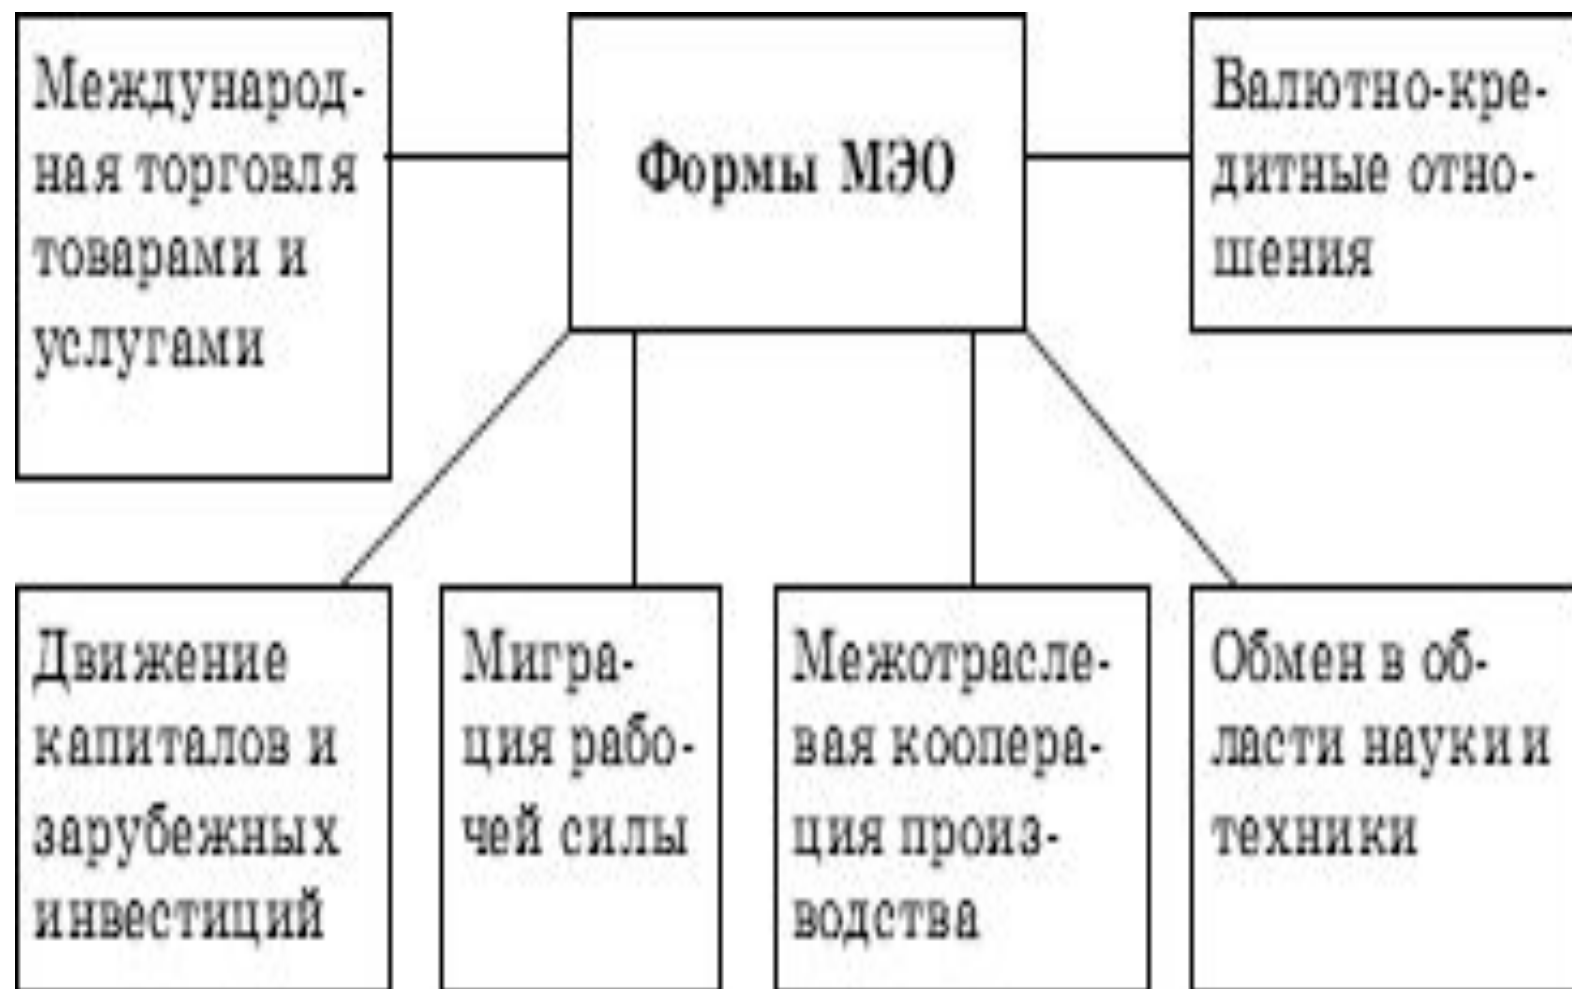 Международ-
ная торговля
товарами и
услугами
Формы МЭО
Валютно-кре-
дитные отно-
шения
Движение
капиталов и
зарубежных
инвестиций
Мигра-
ция рабо-
чей силы
Межотрасле-
вая коопера-
ция произ-
водства
Обмен в об-
ласти науки и
техники